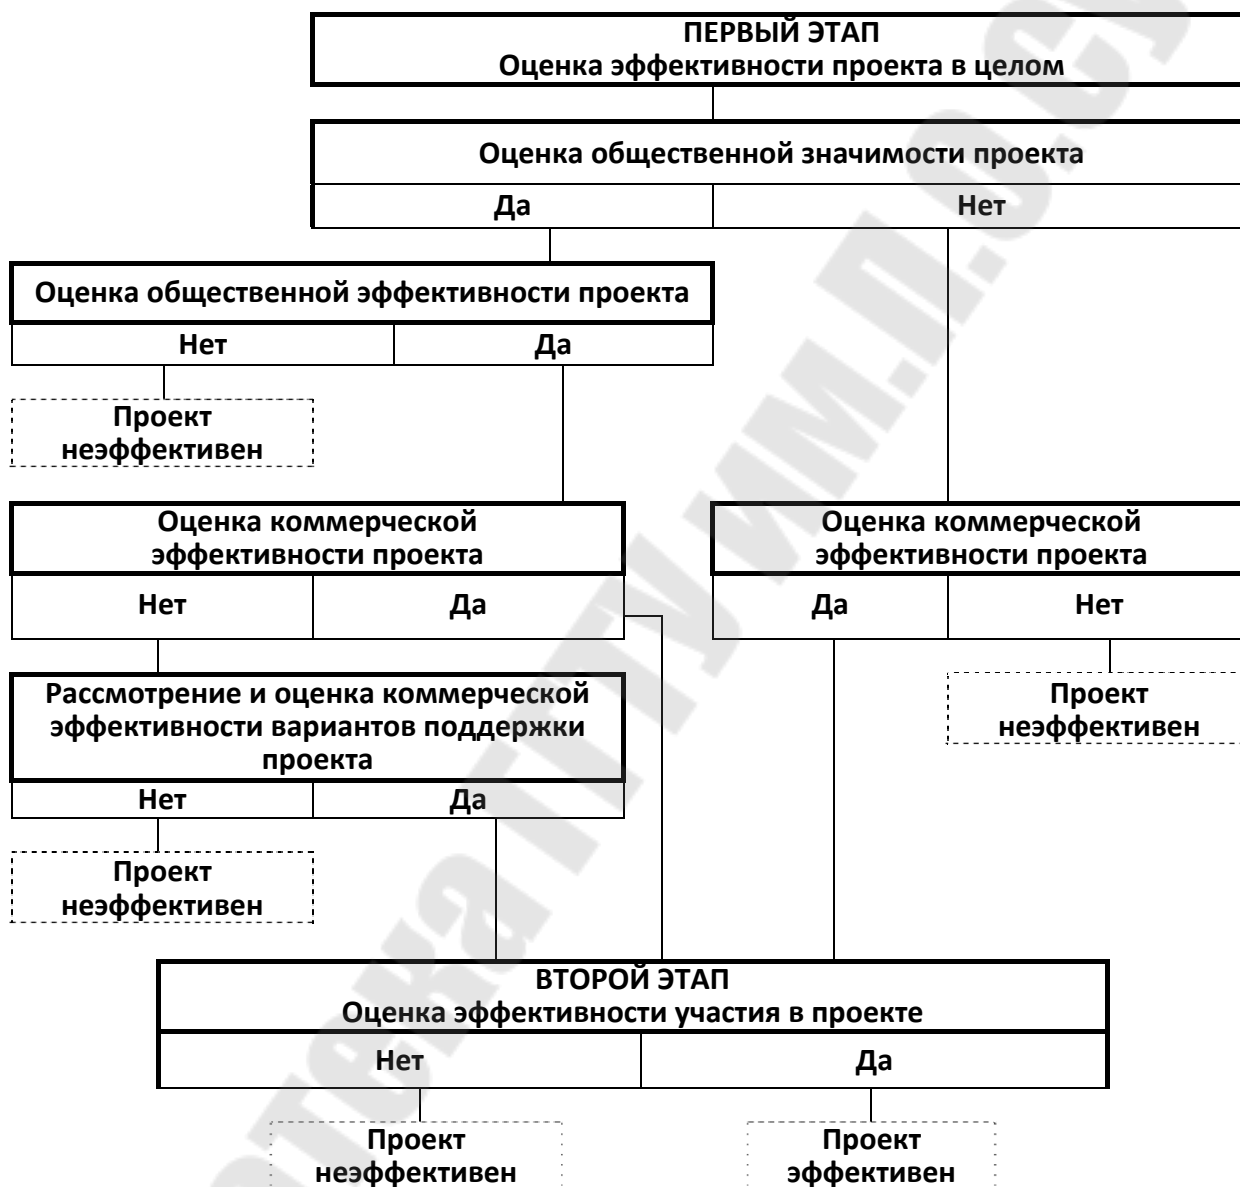 ПЕРВЫЙ ЭТАП
Оценка эффективности проекта в целом
Оценка общественной значимости проекта
Да
Нет
Оценка общественной эффективности проекта
Нет
Да
Проект
неэффективен
Оценка коммерческой
эффективности проекта
Нет
Да
Оценка коммерческой
эффективности проекта
Да
Нет
Рассмотрение и оценка коммерческой
эффективности вариантов поддержки
проекта
Нет
Да
Проект
неэффективен
Проект
неэффективен
ВТОРОЙ ЭТАП
Оценка эффективности участия в проекте
Нет
Да
Проект
неэффективен
Проект
эффективен